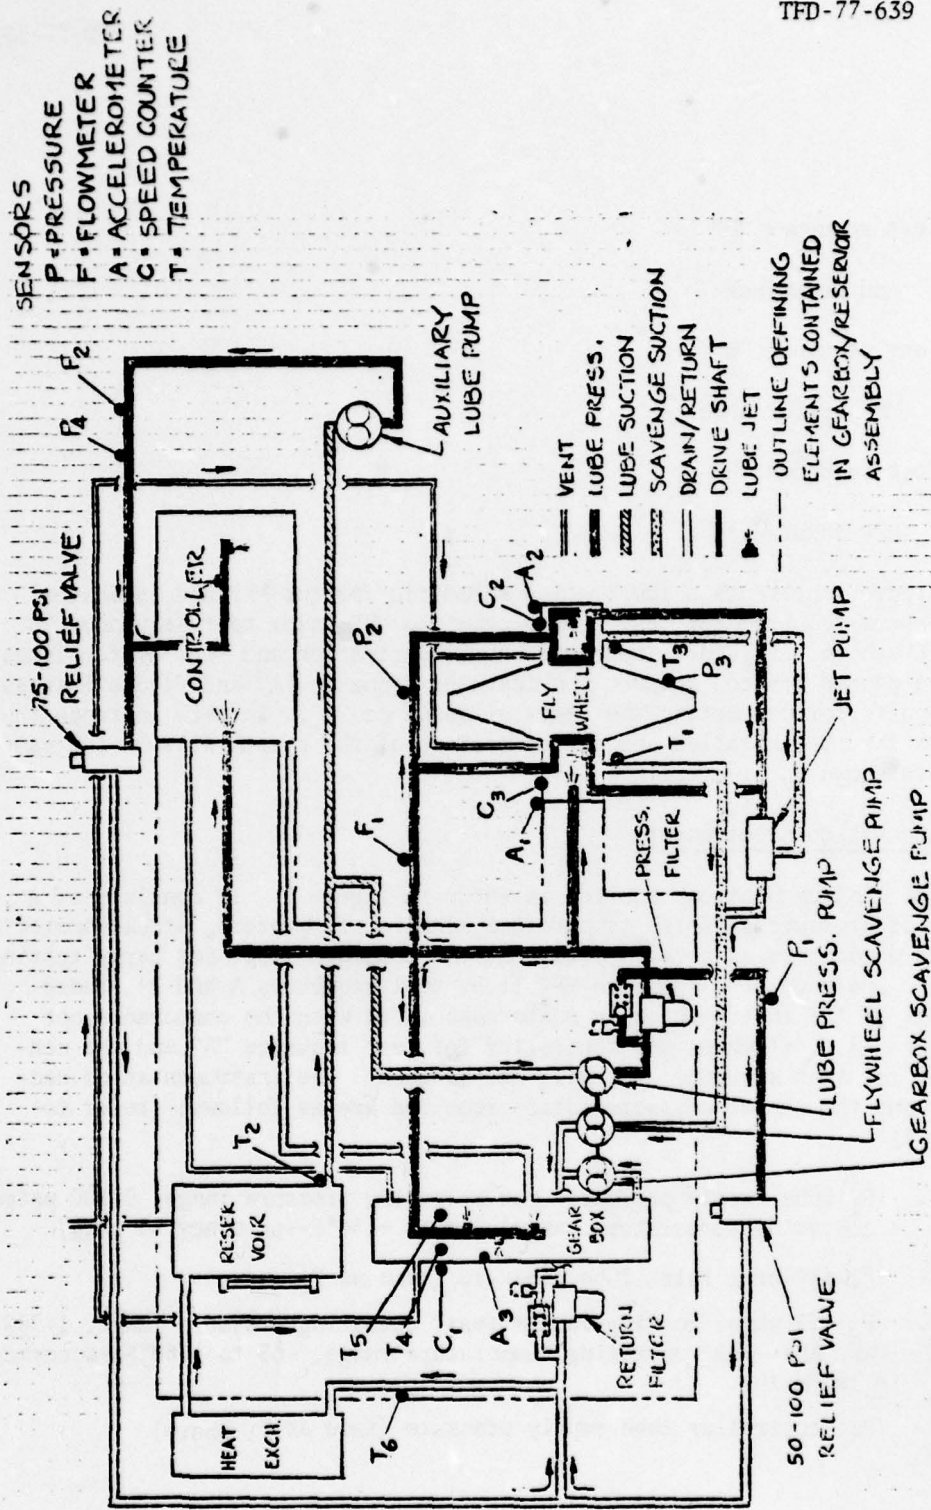 TFD-77-639
SENSORS
P = PRESSURE
F = FLOWMETER
A = ACCELEROMETER
C = SPEED COUNTER
T = TEMPERATURE
75-100 PSI
RELIEF VALVE
P4
F2
CONTROLLER
AUXILIARY
LUBE PUMP
RESER
VOIR
T2
HEAT
EXCH
T6
T5
T4
C1
A3
GEAR
BOX
RETURN
FILTER
F1
P2
A1
C3
C2
A2
FLY
WHEEL
T1
T3
P3
PRESS.
FILTER
P1
JET PUMP
LUBE PRESS. PUMP
FLYWHEEL SCAVENGE PUMP
GEARBOX SCAVENGE PUMP
50-100 PSI
RELIEF VALVE
VENT
LUBE PRESS.
LUBE SUCTION
SCAVENGE SUCTION
DRAIN/RETURN
DRIVE SHAFT
LUBE JET
OUTLINE DEFINING
ELEMENTS CONTAINED
IN GEARBOX/RESERVOIR
ASSEMBLY